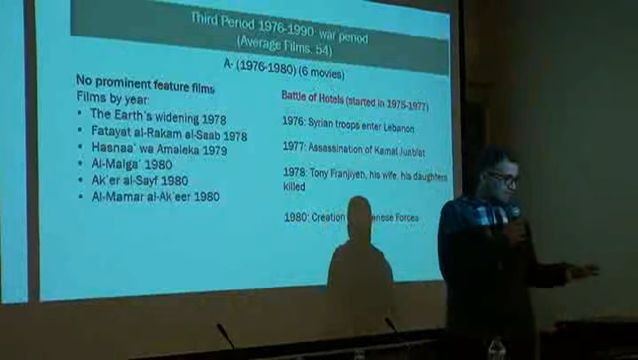 Third Period 1976-1990 war period
(Average Films. 54)
A- (1976-1980) (6 movies)
No prominent feature films
Films by year:
• The Earth's widening 1978
• Fatayat al-Rakam al-Saab 1978
• Hasnaa' wa Amaleka 1979
• Al-Malga' 1980
• Ak'er al-Sayf 1980
• Al-Mamar al-Ak'eer 1980
Battle of Hotels (started in 1975-1977)
1976: Syrian troops enter Lebanon
1977: Assassination of Kamal Junblat
1978: Tony Franjiyeh, his wife, his daughters
killed
1980: Creation anese Forces